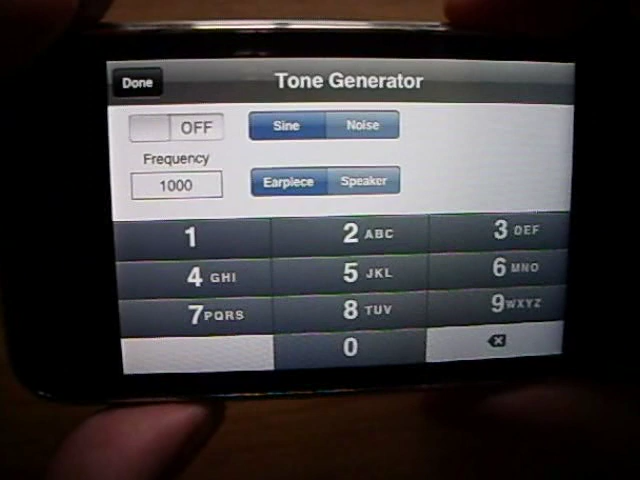 Done Tone Generator
OFF Sine Noise
Frequency
1000 Earpiece Speaker
1 2 ABC 3 DEF
4 GHI 5 JKL 6 MNO
7 PQRS 8 TUV 9 WXYZ
0